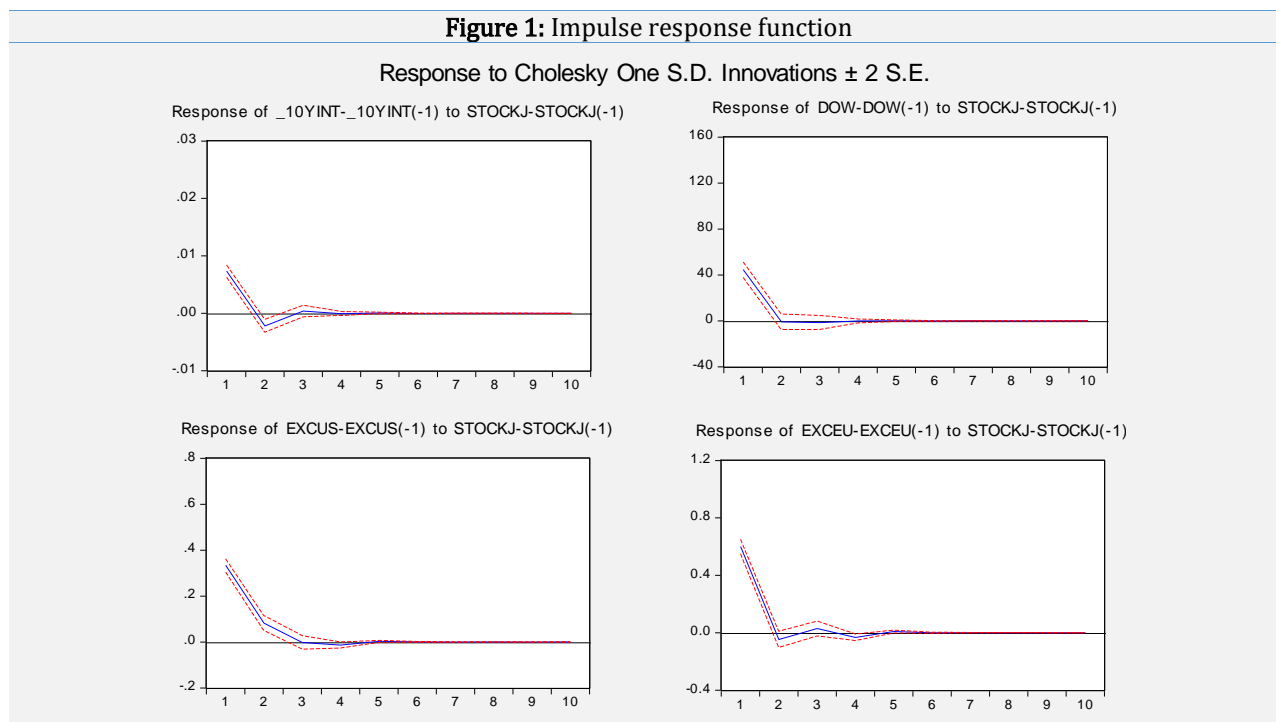 Figure 1: Impulse response function
Response to Cholesky One S.D. Innovations ± 2 S.E.
Response of _10YINT-_10YINT(-1) to STOCKJ-STOCKJ(-1)
.03
.02
.01
.00
-.01
1 2 3 4 5 6 7 8 9 10
Response of DOW-DOW(-1) to STOCKJ-STOCKJ(-1)
160
120
80
40
0
-40
1 2 3 4 5 6 7 8 9 10
Response of EXCUS-EXCUS(-1) to STOCKJ-STOCKJ(-1)
.8
.6
.4
.2
.0
-.2
1 2 3 4 5 6 7 8 9 10
Response of EXCEU-EXCEU(-1) to STOCKJ-STOCKJ(-1)
1.2
0.8
0.4
0.0
-0.4
1 2 3 4 5 6 7 8 9 10